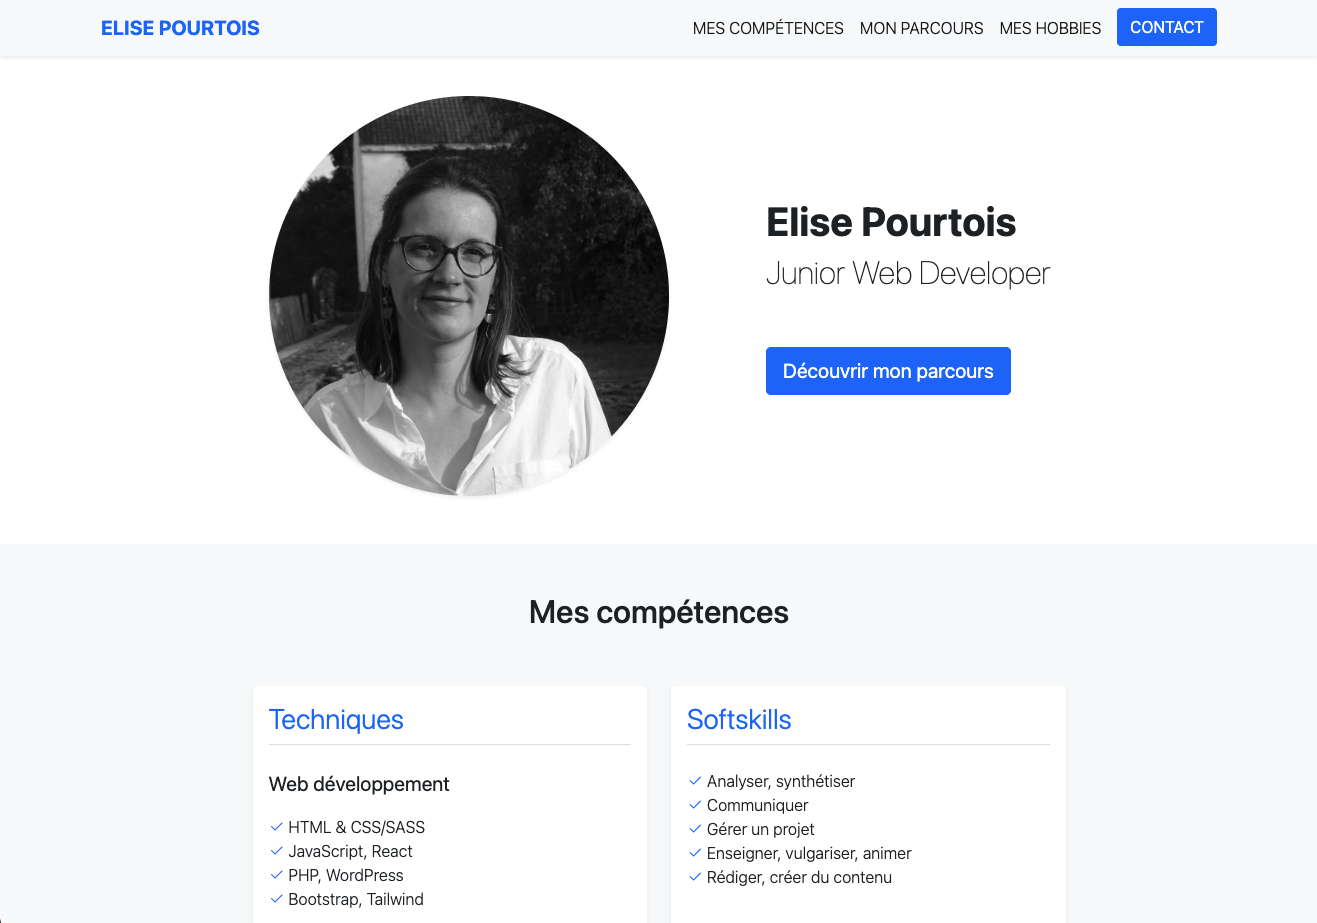 ELISE POURTOIS
MES COMPÉTENCES MON PARCOURS MES HOBBIES CONTACT
Elise Pourtois
Junior Web Developer
Découvrir mon parcours
Mes compétences
Techniques
Web développement
HTML & CSS/SASS
JavaScript, React
PHP, WordPress
Bootstrap, Tailwind
Softskills
Analyser, synthétiser
Communiquer
Gérer un projet
Enseigner, vulgariser, animer
Rédiger, créer du contenu